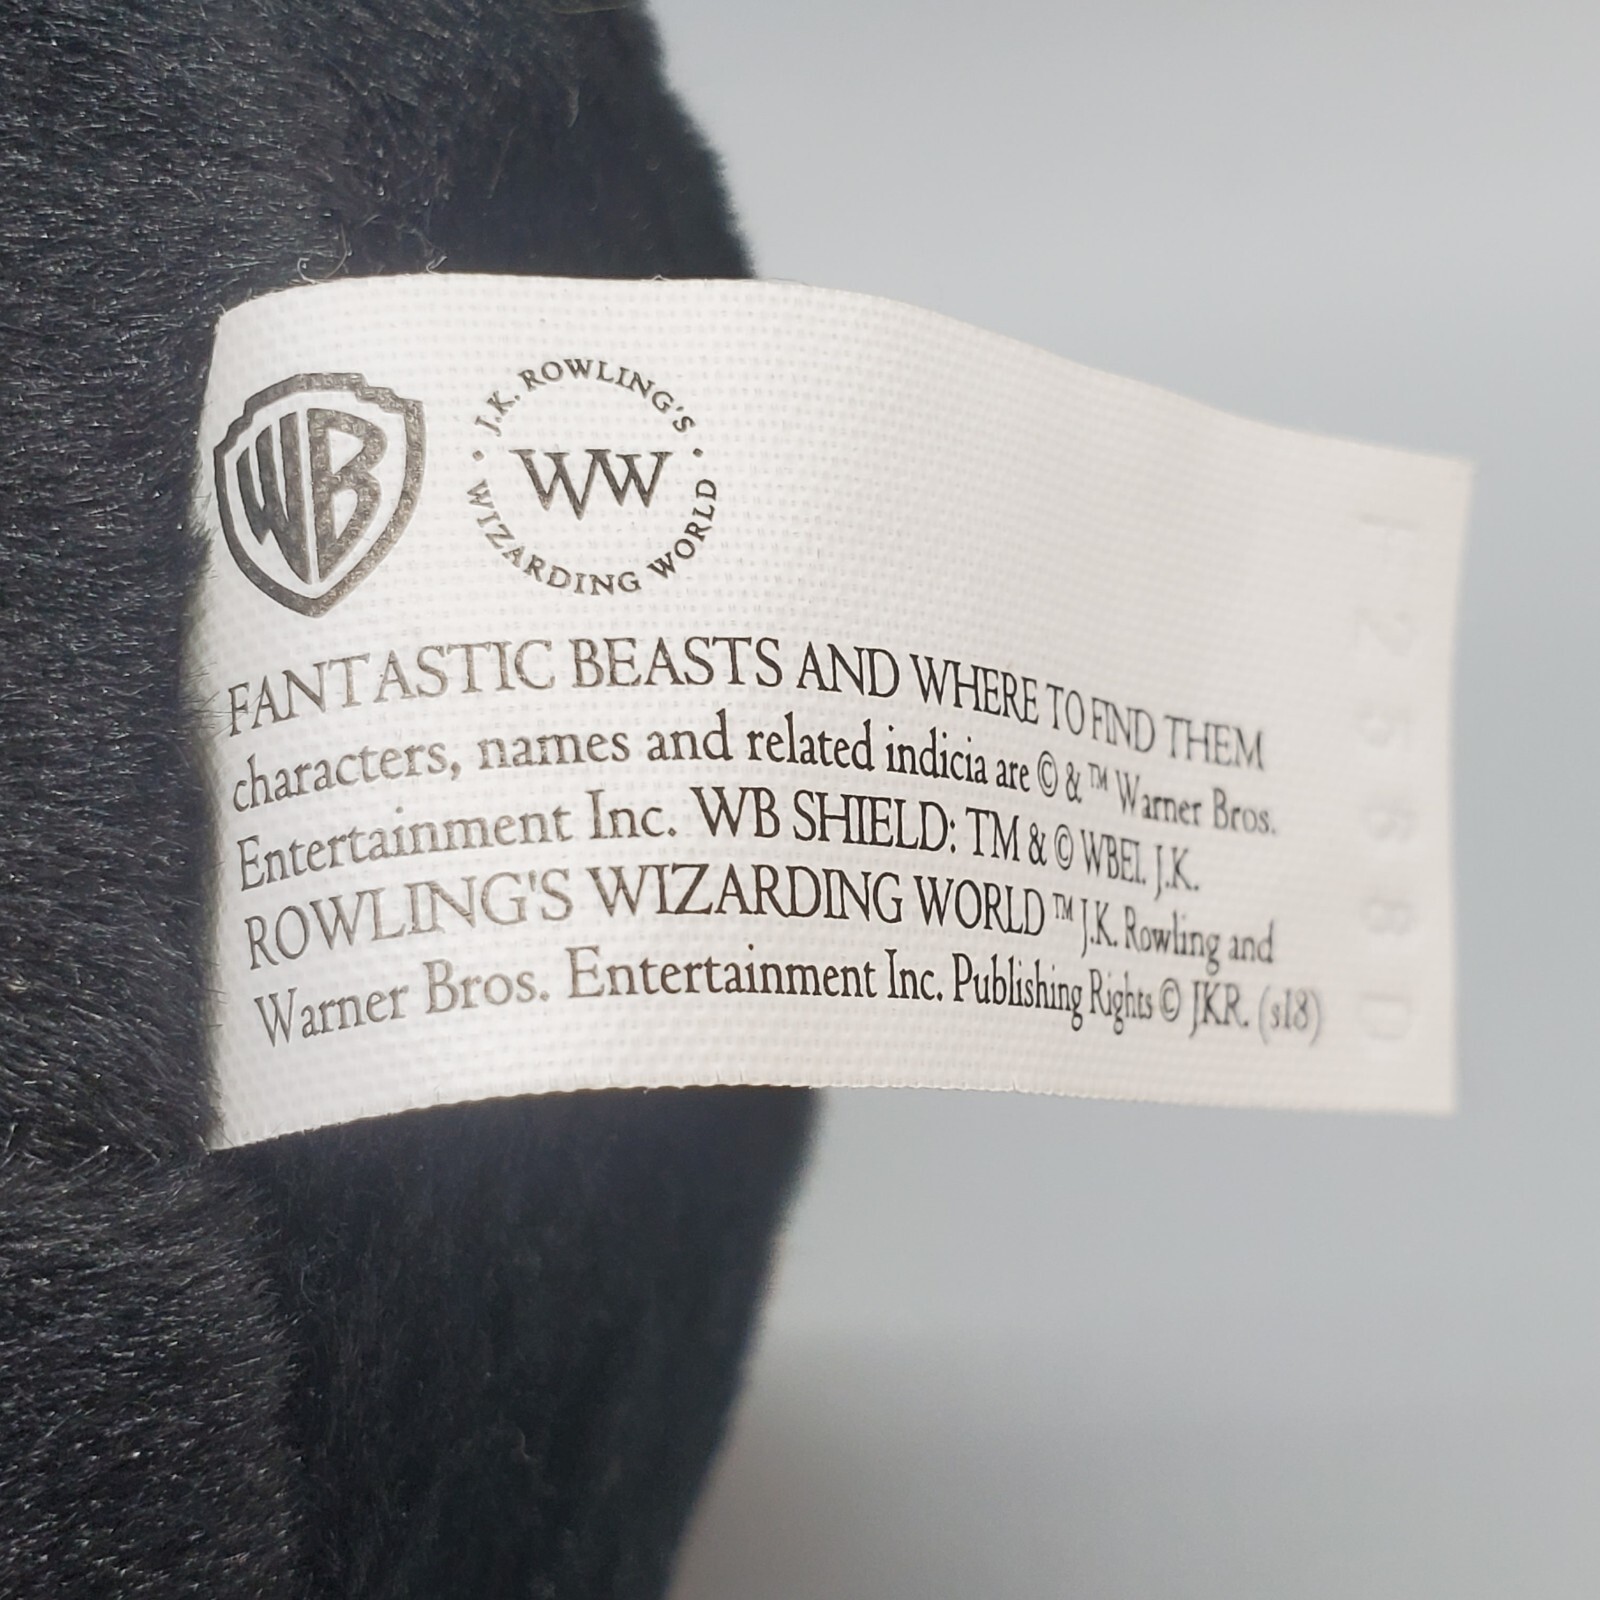 WB
J.K. ROWLING'S
WW
WIZARDING WORLD
FANTASTIC BEASTS AND WHERE TO FIND THEM
characters, names and related indicia are © & ™ Warner Bros.
Entertainment Inc. WB SHIELD: TM & © WBEI. J.K.
ROWLING'S WIZARDING WORLD ™ J.K. Rowling and
Warner Bros. Entertainment Inc. Publishing Rights © JKR. (s18)